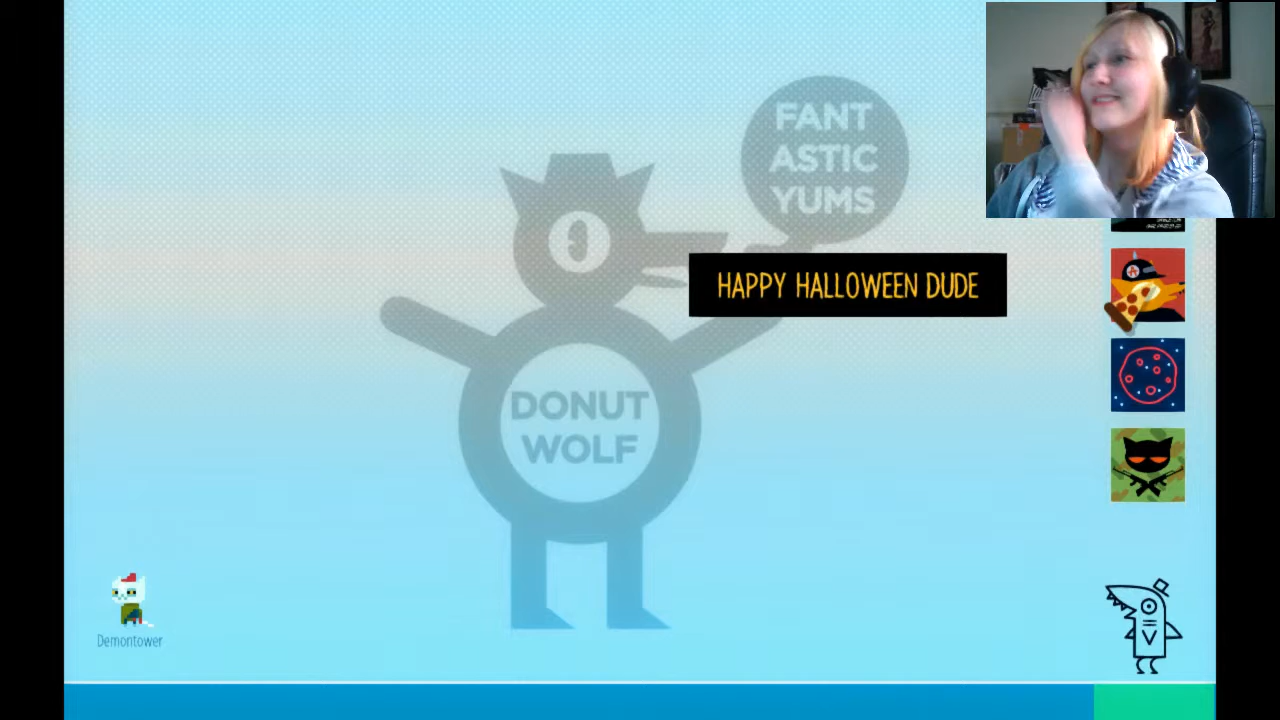 FANT
ASTIC
YUMS
HAPPY HALLOWEEN DUDE
DONUT
WOLF
Demontower